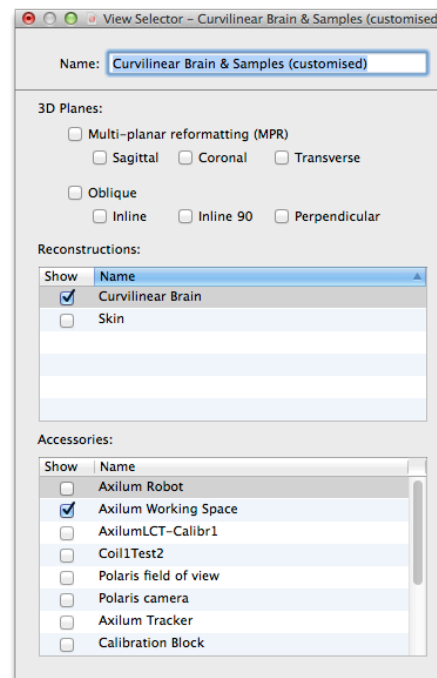 View Selector – Curvilinear Brain & Samples (customised
Name: Curvilinear Brain & Samples (customised)
3D Planes:
Multi-planar reformatting (MPR)
Sagittal Coronal Transverse
Oblique
Inline Inline 90 Perpendicular
Reconstructions:
Show Name
Curvilinear Brain
Skin
Accessories:
Show Name
Axilum Robot
Axilum Working Space
AxilumLCT-Calibr1
Coil1Test2
Polaris field of view
Polaris camera
Axilum Tracker
Calibration Block